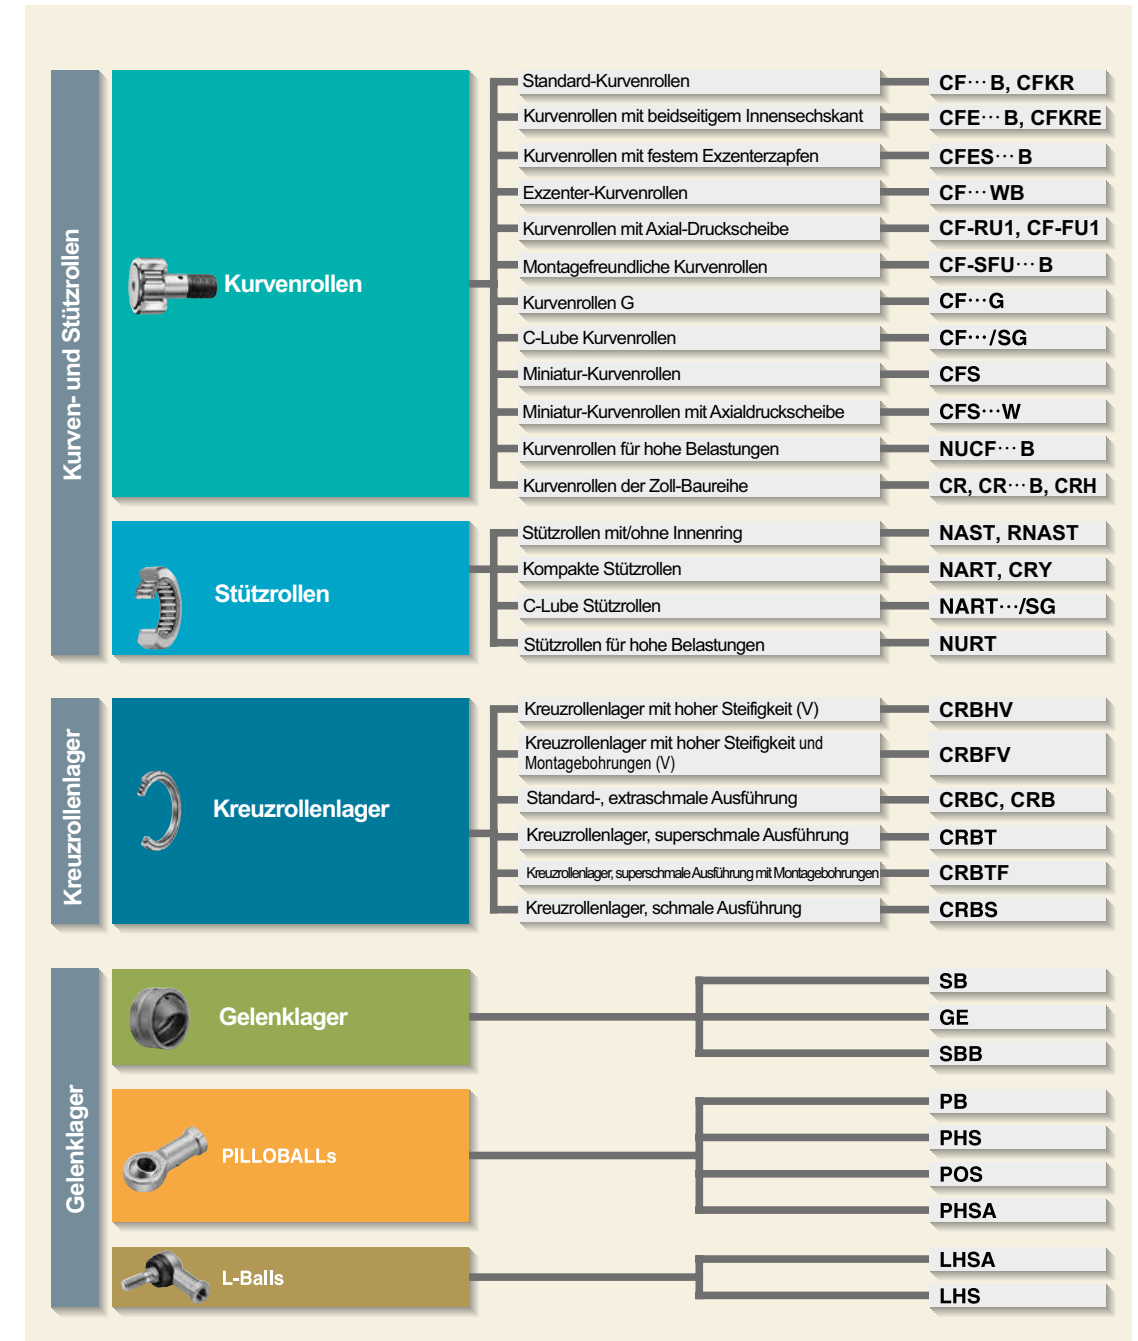 Kurven- und Stützrollen
Kurvenrollen
Standard-Kurvenrollen
CF···B, CFKR
Kurvenrollen mit beidseitigem Innensechskant
CFE···B, CFKRE
Kurvenrollen mit festem Exzenterzapfen
CFES···B
Exzenter-Kurvenrollen
CF···WB
Kurvenrollen mit Axial-Druckscheibe
CF-RU1, CF-FU1
Montagefreundliche Kurvenrollen
CF-SFU···B
Kurvenrollen G
CF···G
C-Lube Kurvenrollen
CF···/SG
Miniatur-Kurvenrollen
CFS
Miniatur-Kurvenrollen mit Axialdruckscheibe
CFS···W
Kurvenrollen für hohe Belastungen
NUCF···B
Kurvenrollen der Zoll-Baureihe
CR, CR···B, CRH
Stützrollen
Stützrollen mit/ohne Innenring
NAST, RNAST
Kompakte Stützrollen
NART, CRY
C-Lube Stützrollen
NART···/SG
Stützrollen für hohe Belastungen
NURT
Kreuzrollenlager
Kreuzrollenlager
Kreuzrollenlager mit hoher Steifigkeit (V)
CRBHV
Kreuzrollenlager mit hoher Steifigkeit und
Montagebohrungen (V)
CRBFV
Standard-, extraschmale Ausführung
CRBC, CRB
Kreuzrollenlager, superschmale Ausführung
CRBT
Kreuzrollenlager, superschmale Ausführung mit Montagebohrungen
CRBTF
Kreuzrollenlager, schmale Ausführung
CRBS
Gelenklager
Gelenklager
SB
GE
SBB
PILLOBALLs
PB
PHS
POS
PHSA
L-Balls
LHSA
LHS